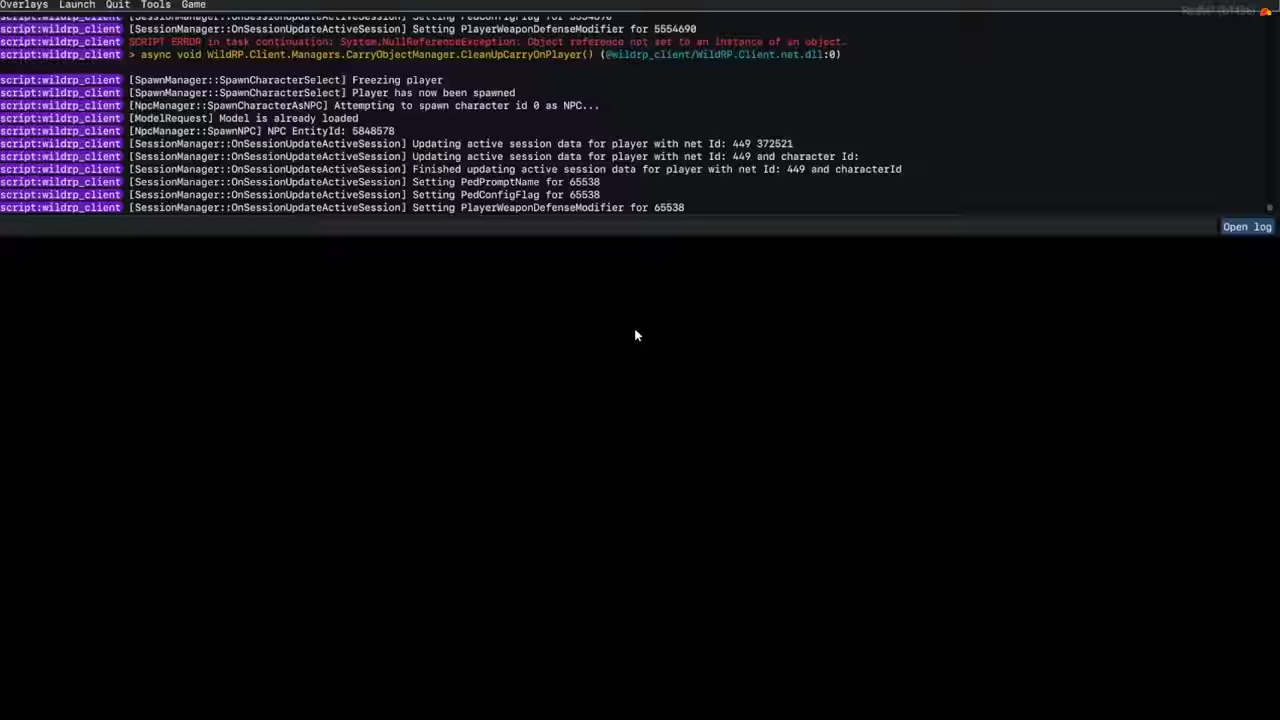 Overlays Launch Quit Tools Game
script:wildrp_client [SessionManager::OnSessionUpdateActiveSession] Setting PedConfigFlag for 5554690
script:wildrp_client [SessionManager::OnSessionUpdateActiveSession] Setting PlayerWeaponDefenseModifier for 5554690
script:wildrp_client SCRIPT ERROR in task continuation: System.NullReferenceException: Object reference not set to an instance of an object.
script:wildrp_client > async void WildRP.Client.Managers.CarryObjectManager.CleanUpCarryOnPlayer() (@wildrp_client/WildRP.Client.net.dll:0)
script:wildrp_client [SpawnManager::SpawnCharacterSelect] Freezing player
script:wildrp_client [SpawnManager::SpawnCharacterSelect] Player has now been spawned
script:wildrp_client [NpcManager::SpawnCharacterAsNPC] Attempting to spawn character id 0 as NPC...
script:wildrp_client [ModelRequest] Model is already loaded
script:wildrp_client [NpcManager::SpawnNPC] NPC EntityId: 5848578
script:wildrp_client [SessionManager::OnSessionUpdateActiveSession] Updating active session data for player with net Id: 449 372521
script:wildrp_client [SessionManager::OnSessionUpdateActiveSession] Updating active session data for player with net Id: 449 and character Id:
script:wildrp_client [SessionManager::OnSessionUpdateActiveSession] Finished updating active session data for player with net Id: 449 and characterId
script:wildrp_client [SessionManager::OnSessionUpdateActiveSession] Setting PedPromptName for 65538
script:wildrp_client [SessionManager::OnSessionUpdateActiveSession] Setting PedConfigFlag for 65538
script:wildrp_client [SessionManager::OnSessionUpdateActiveSession] Setting PlayerWeaponDefenseModifier for 65538
Open log